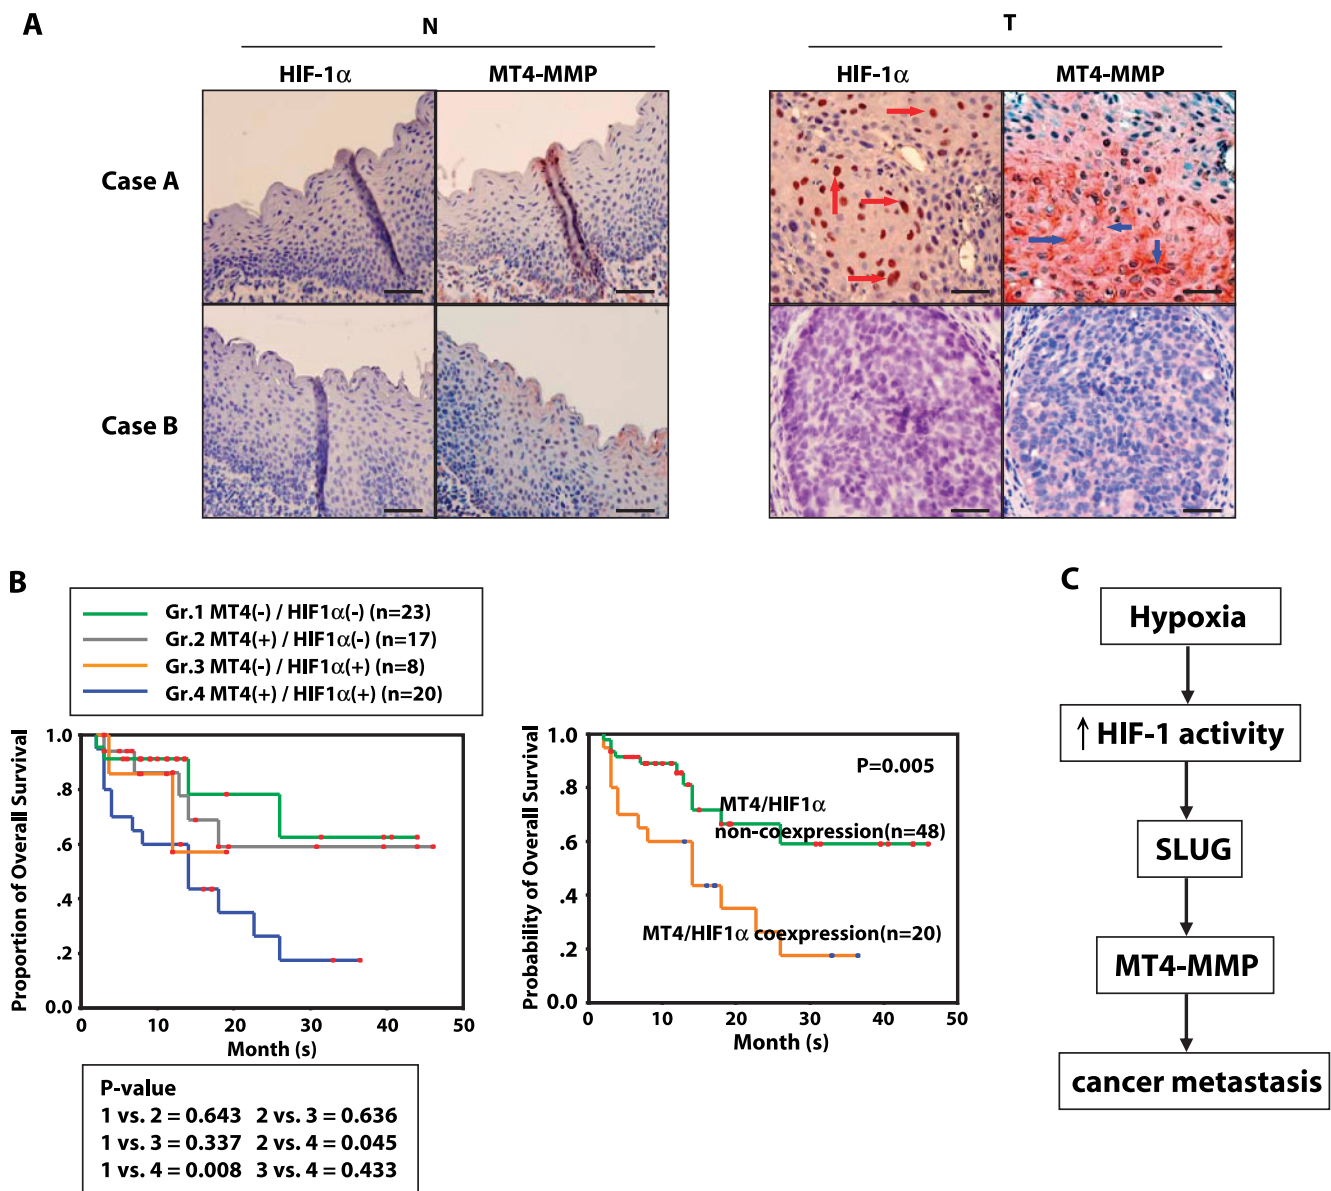 A
N
T
HIF-1α
MT4-MMP
HIF-1α
MT4-MMP
Case A
Case B
B
Gr.1 MT4(-) / HIF1α(-) (n=23)
Gr.2 MT4(+) / HIF1α(-) (n=17)
Gr.3 MT4(-) / HIF1α(+) (n=8)
Gr.4 MT4(+) / HIF1α(+) (n=20)
Proportion of Overall Survival
1.0
.8
.6
.4
.2
0.0
0 10 20 30 40 50
Month (s)
P-value
1 vs. 2 = 0.643 2 vs. 3 = 0.636
1 vs. 3 = 0.337 2 vs. 4 = 0.045
1 vs. 4 = 0.008 3 vs. 4 = 0.433
Probability of Overall Survival
1.0
.8
.6
.4
.2
0.0
P=0.005
MT4/HIF1α
non-coexpression(n=48)
MT4/HIF1α coexpression(n=20)
0 10 20 30 40 50
Month (s)
C
Hypoxia
↑ HIF-1 activity
SLUG
MT4-MMP
cancer metastasis